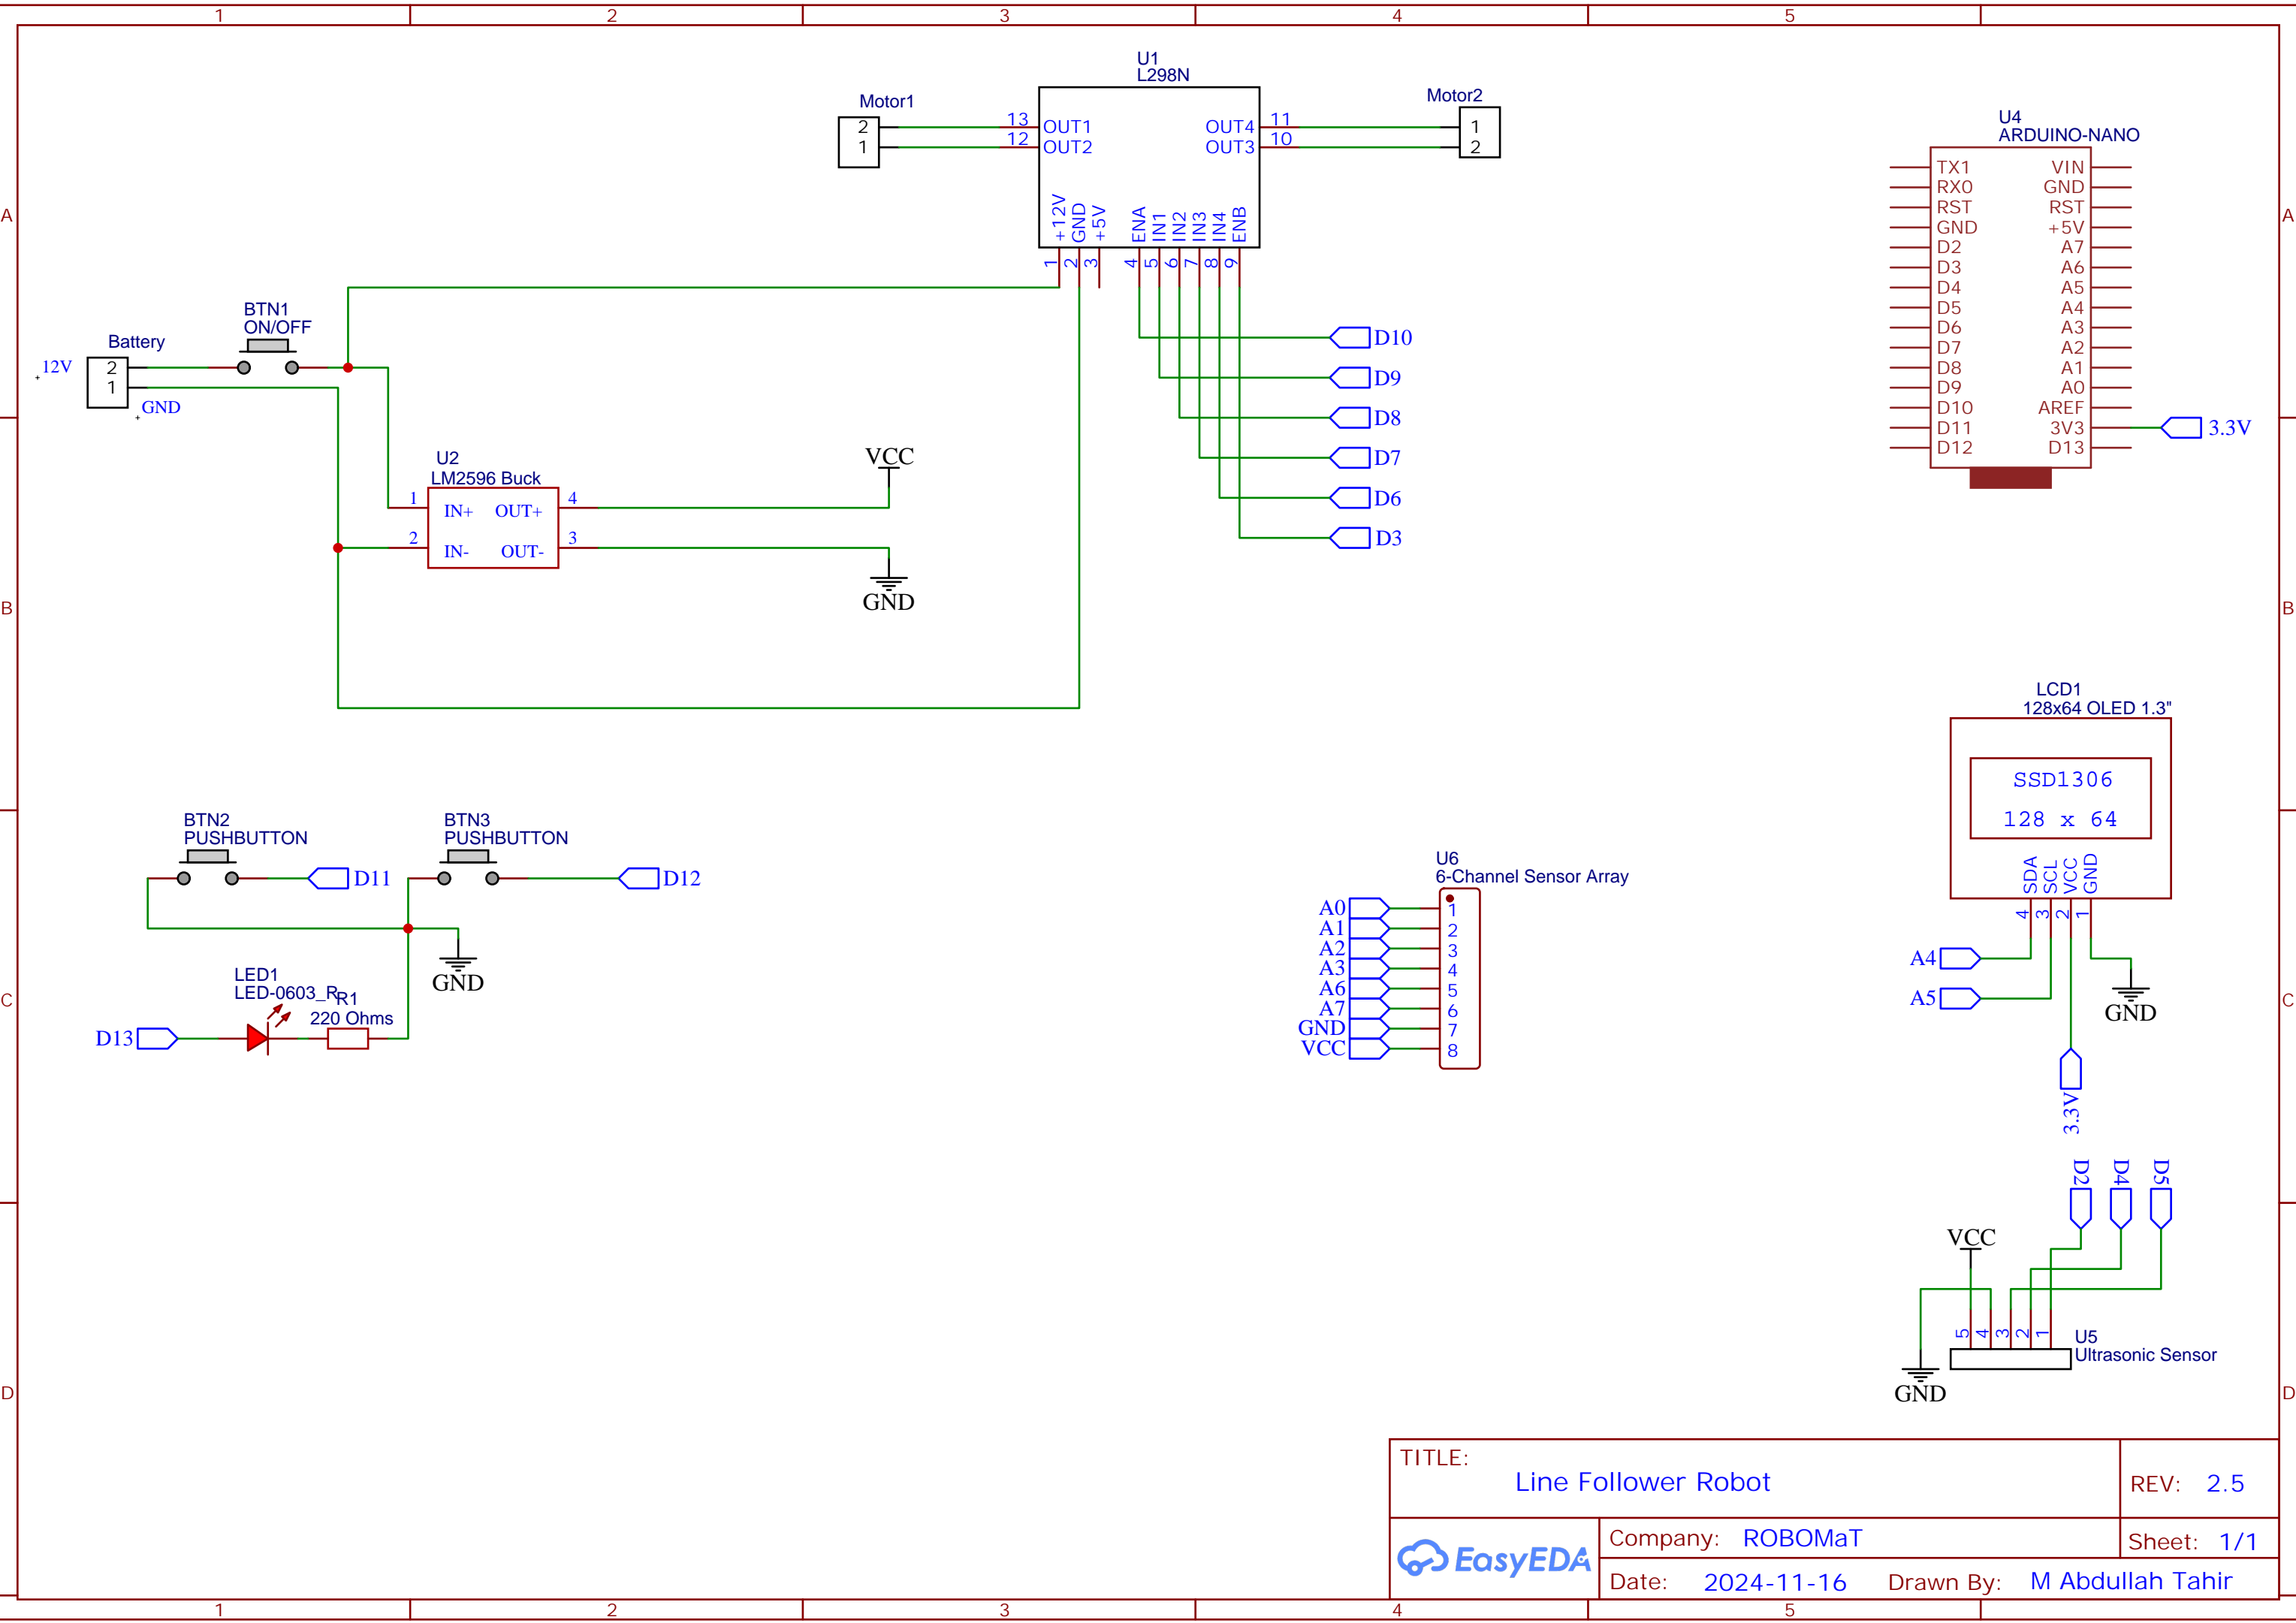 1 2 3 4 5
A
B
C
D
A
B
C
D
1 2 3 4 5
U1
L298N
Motor1
2
1
13
12
OUT1
OUT2
OUT4
OUT3
11
10
Motor2
1
2
+12V
GND
+5V
ENA
IN1
IN2
IN3
IN4
ENB
1
2
3
4
5
6
7
8
9
D10
D9
D8
D7
D6
D3
U4
ARDUINO-NANO
TX1 VIN
RX0 GND
RST RST
GND +5V
D2 A7
D3 A6
D4 A5
D5 A4
D6 A3
D7 A2
D8 A1
D9 A0
D10 AREF
D11 3V3
D12 D13
3.3V
BTN1
ON/OFF
Battery
12V
2
1
GND
U2
LM2596 Buck
1 IN+ OUT+ 4
2 IN- OUT- 3
VCC
GND
BTN2
PUSHBUTTON
D11
BTN3
PUSHBUTTON
D12
GND
LED1
LED-0603_R
R1
220 Ohms
D13
U6
6-Channel Sensor Array
A0 1
A1 2
A2 3
A3 4
A6 5
A7 6
GND 7
VCC 8
LCD1
128x64 OLED 1.3"
SSD1306
128 x 64
SDA
SCL
VCC
GND
4
3
2
1
A4
A5
GND
3.3V
D2
D4
D5
VCC
5
4
3
2
1
U5
Ultrasonic Sensor
GND
TITLE:
Line Follower Robot
REV: 2.5
EasyEDA
Company: ROBOMaT
Sheet: 1/1
Date: 2024-11-16
Drawn By: M Abdullah Tahir